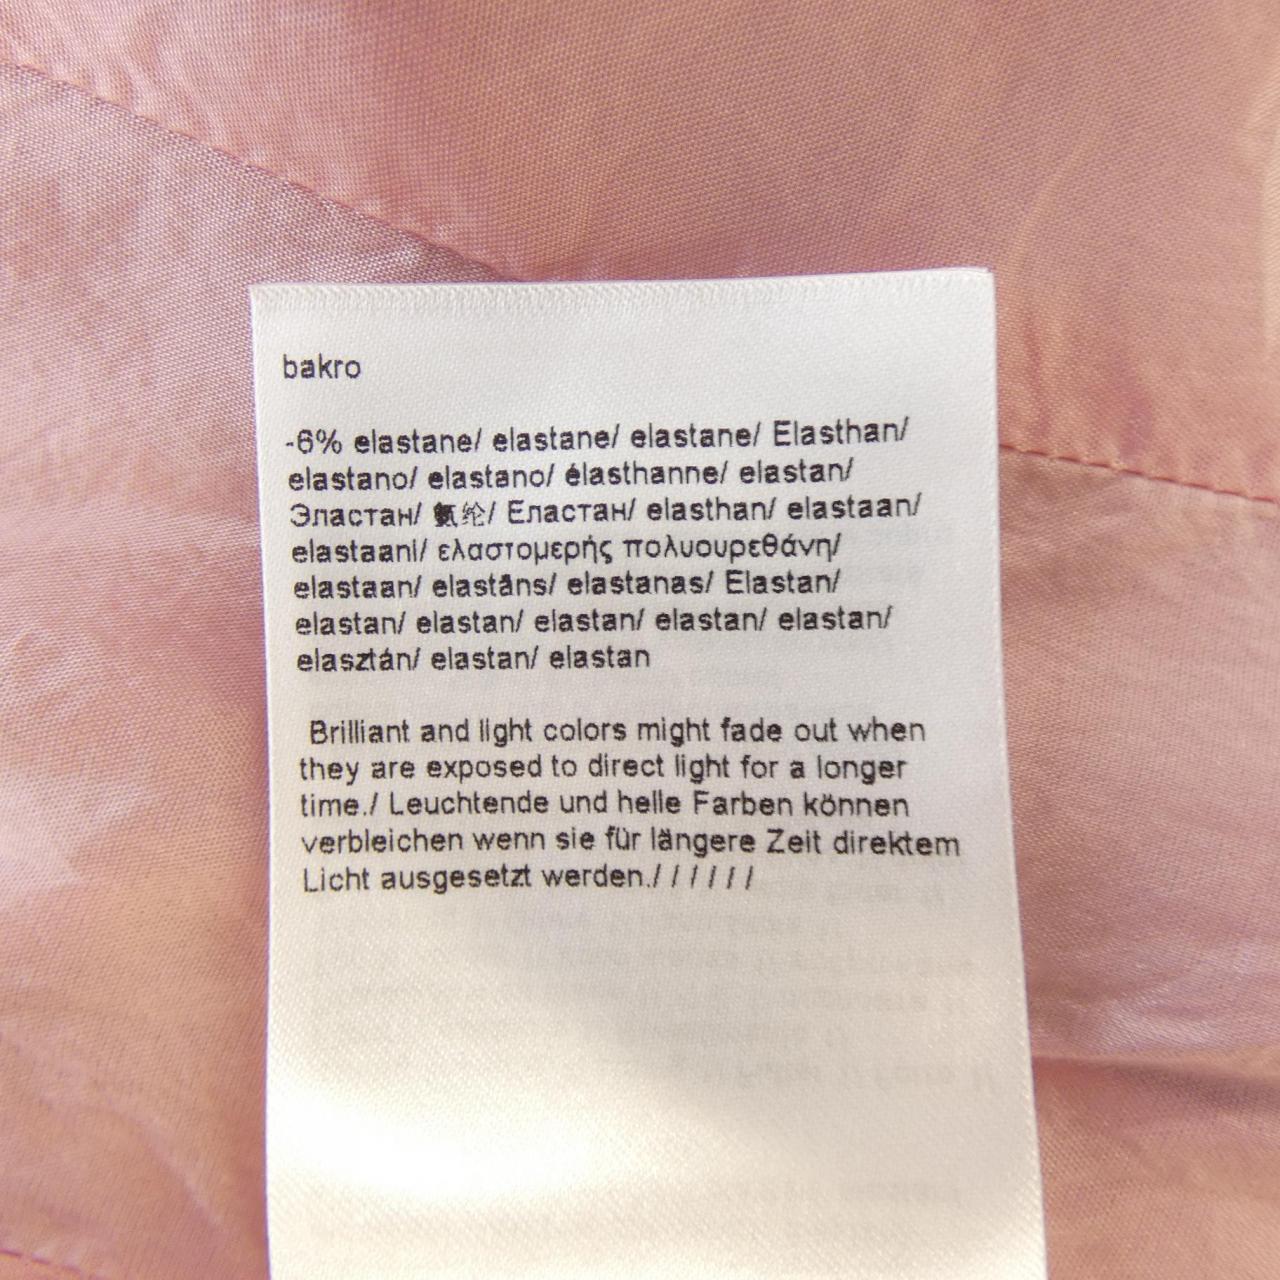 bakro
-6% elastane/ elastane/ elastane/ Elasthan/
elastano/ elastano/ élasthanne/ elastan/
Эластан/ 氨纶/ Еластан/ elasthan/ elastaan/
elastaani/ ελαστομερής πολυουρεθάνη/
elastaan/ elastāns/ elastanas/ Elastan/
elastan/ elastan/ elastan/ elastan/ elastan/
elasztán/ elastan/ elastan
Brilliant and light colors might fade out when
they are exposed to direct light for a longer
time./ Leuchtende und helle Farben können
verbleichen wenn sie für längere Zeit direktem
Licht ausgesetzt werden./ / / / / / /